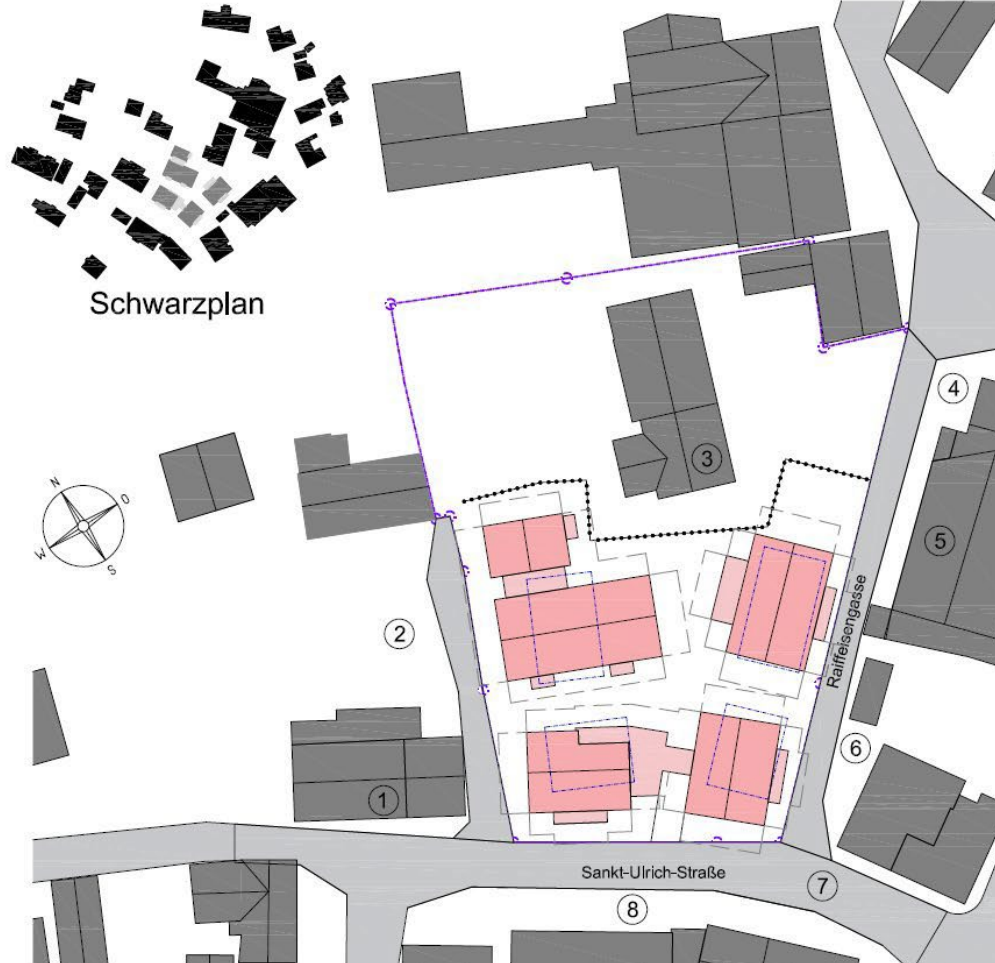 Schwarzplan
N
O
W
S
3
4
5
2
Raiffeisengasse
6
1
Sankt-Ulrich-Straße
7
8